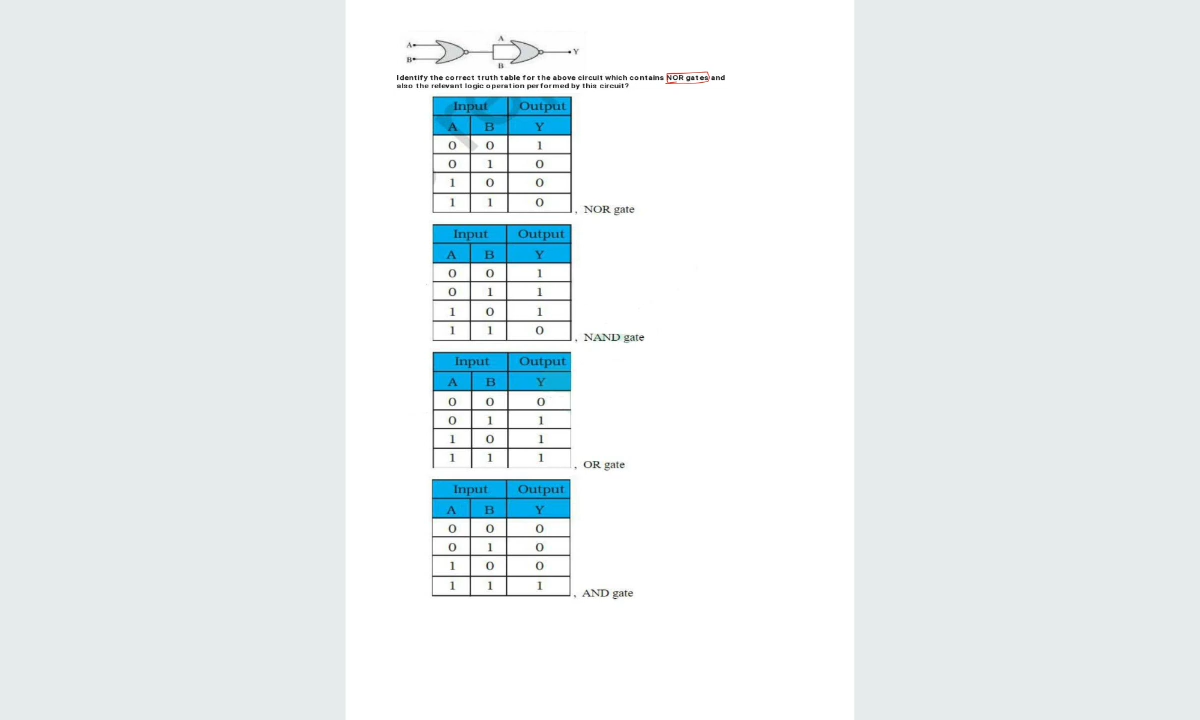 A
A
Y
B
B
Identify the correct truth table for the above circuit which contains NOR gates and
also the relevant logic operation performed by this circuit?
Input Output
A B Y
0 0 1
0 1 0
1 0 0
1 1 0
, NOR gate
Input Output
A B Y
0 0 1
0 1 1
1 0 1
1 1 0
, NAND gate
Input Output
A B Y
0 0 0
0 1 1
1 0 1
1 1 1
, OR gate
Input Output
A B Y
0 0 0
0 1 0
1 0 0
1 1 1
, AND gate